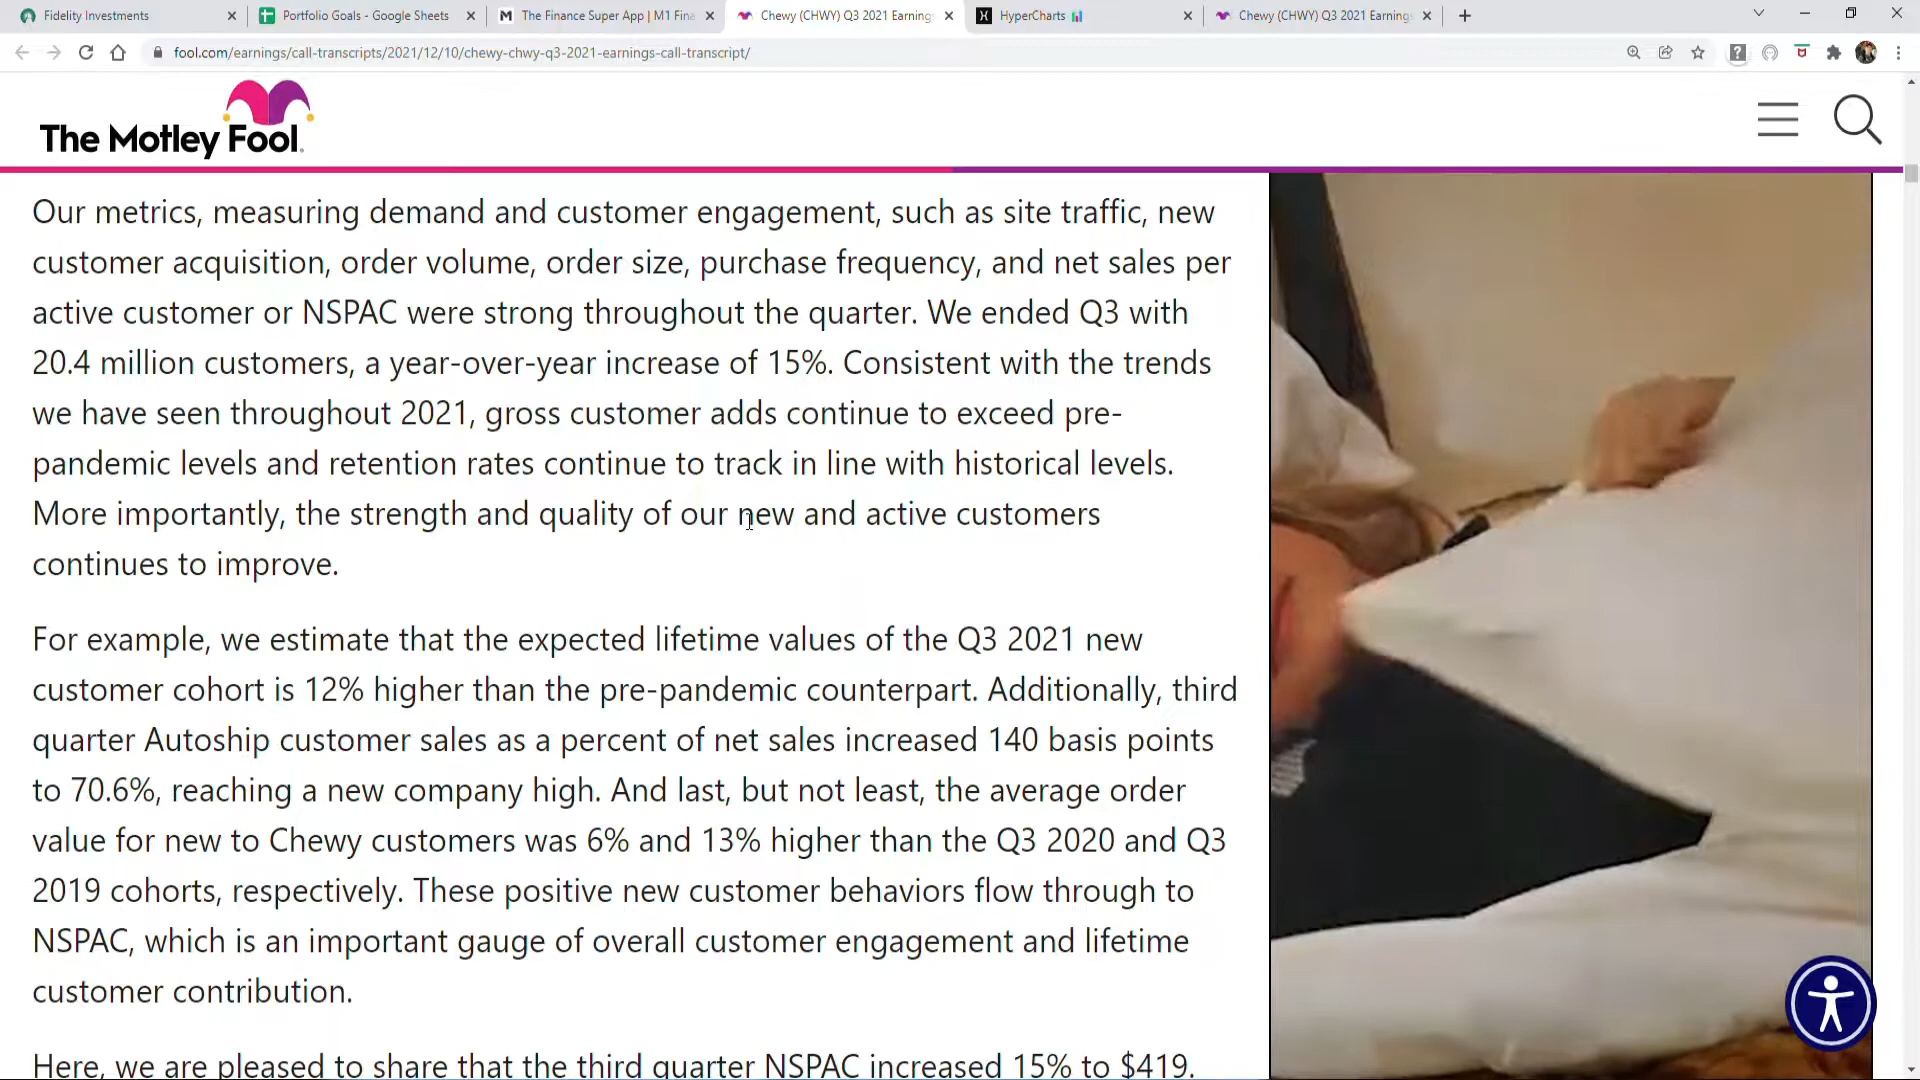 Fidelity Investments
Portfolio Goals - Google Sheets
The Finance Super App | M1 Fina
Chewy (CHWY) Q3 2021 Earning
HyperCharts
Chewy (CHWY) Q3 2021 Earning
fool.com/earnings/call-transcripts/2021/12/10/chewy-chwy-q3-2021-earnings-call-transcript/
The Motley Fool.
Our metrics, measuring demand and customer engagement, such as site traffic, new
customer acquisition, order volume, order size, purchase frequency, and net sales per
active customer or NSPAC were strong throughout the quarter. We ended Q3 with
20.4 million customers, a year-over-year increase of 15%. Consistent with the trends
we have seen throughout 2021, gross customer adds continue to exceed pre-
pandemic levels and retention rates continue to track in line with historical levels.
More importantly, the strength and quality of our new and active customers
continues to improve.
For example, we estimate that the expected lifetime values of the Q3 2021 new
customer cohort is 12% higher than the pre-pandemic counterpart. Additionally, third
quarter Autoship customer sales as a percent of net sales increased 140 basis points
to 70.6%, reaching a new company high. And last, but not least, the average order
value for new to Chewy customers was 6% and 13% higher than the Q3 2020 and Q3
2019 cohorts, respectively. These positive new customer behaviors flow through to
NSPAC, which is an important gauge of overall customer engagement and lifetime
customer contribution.
Here, we are pleased to share that the third quarter NSPAC increased 15% to $419.